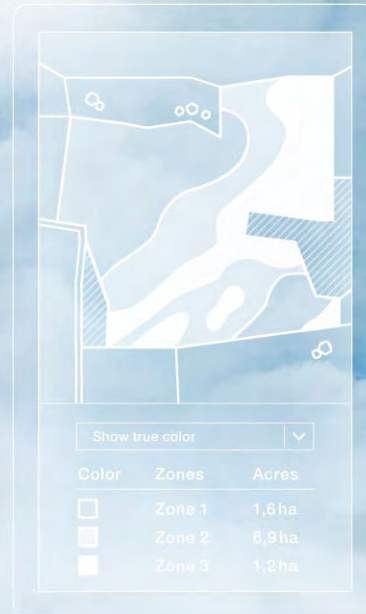 Show true color
Color Zones Acres
Zone 1 1,6 ha
Zone 2 6,9 ha
Zone 3 1,2 ha